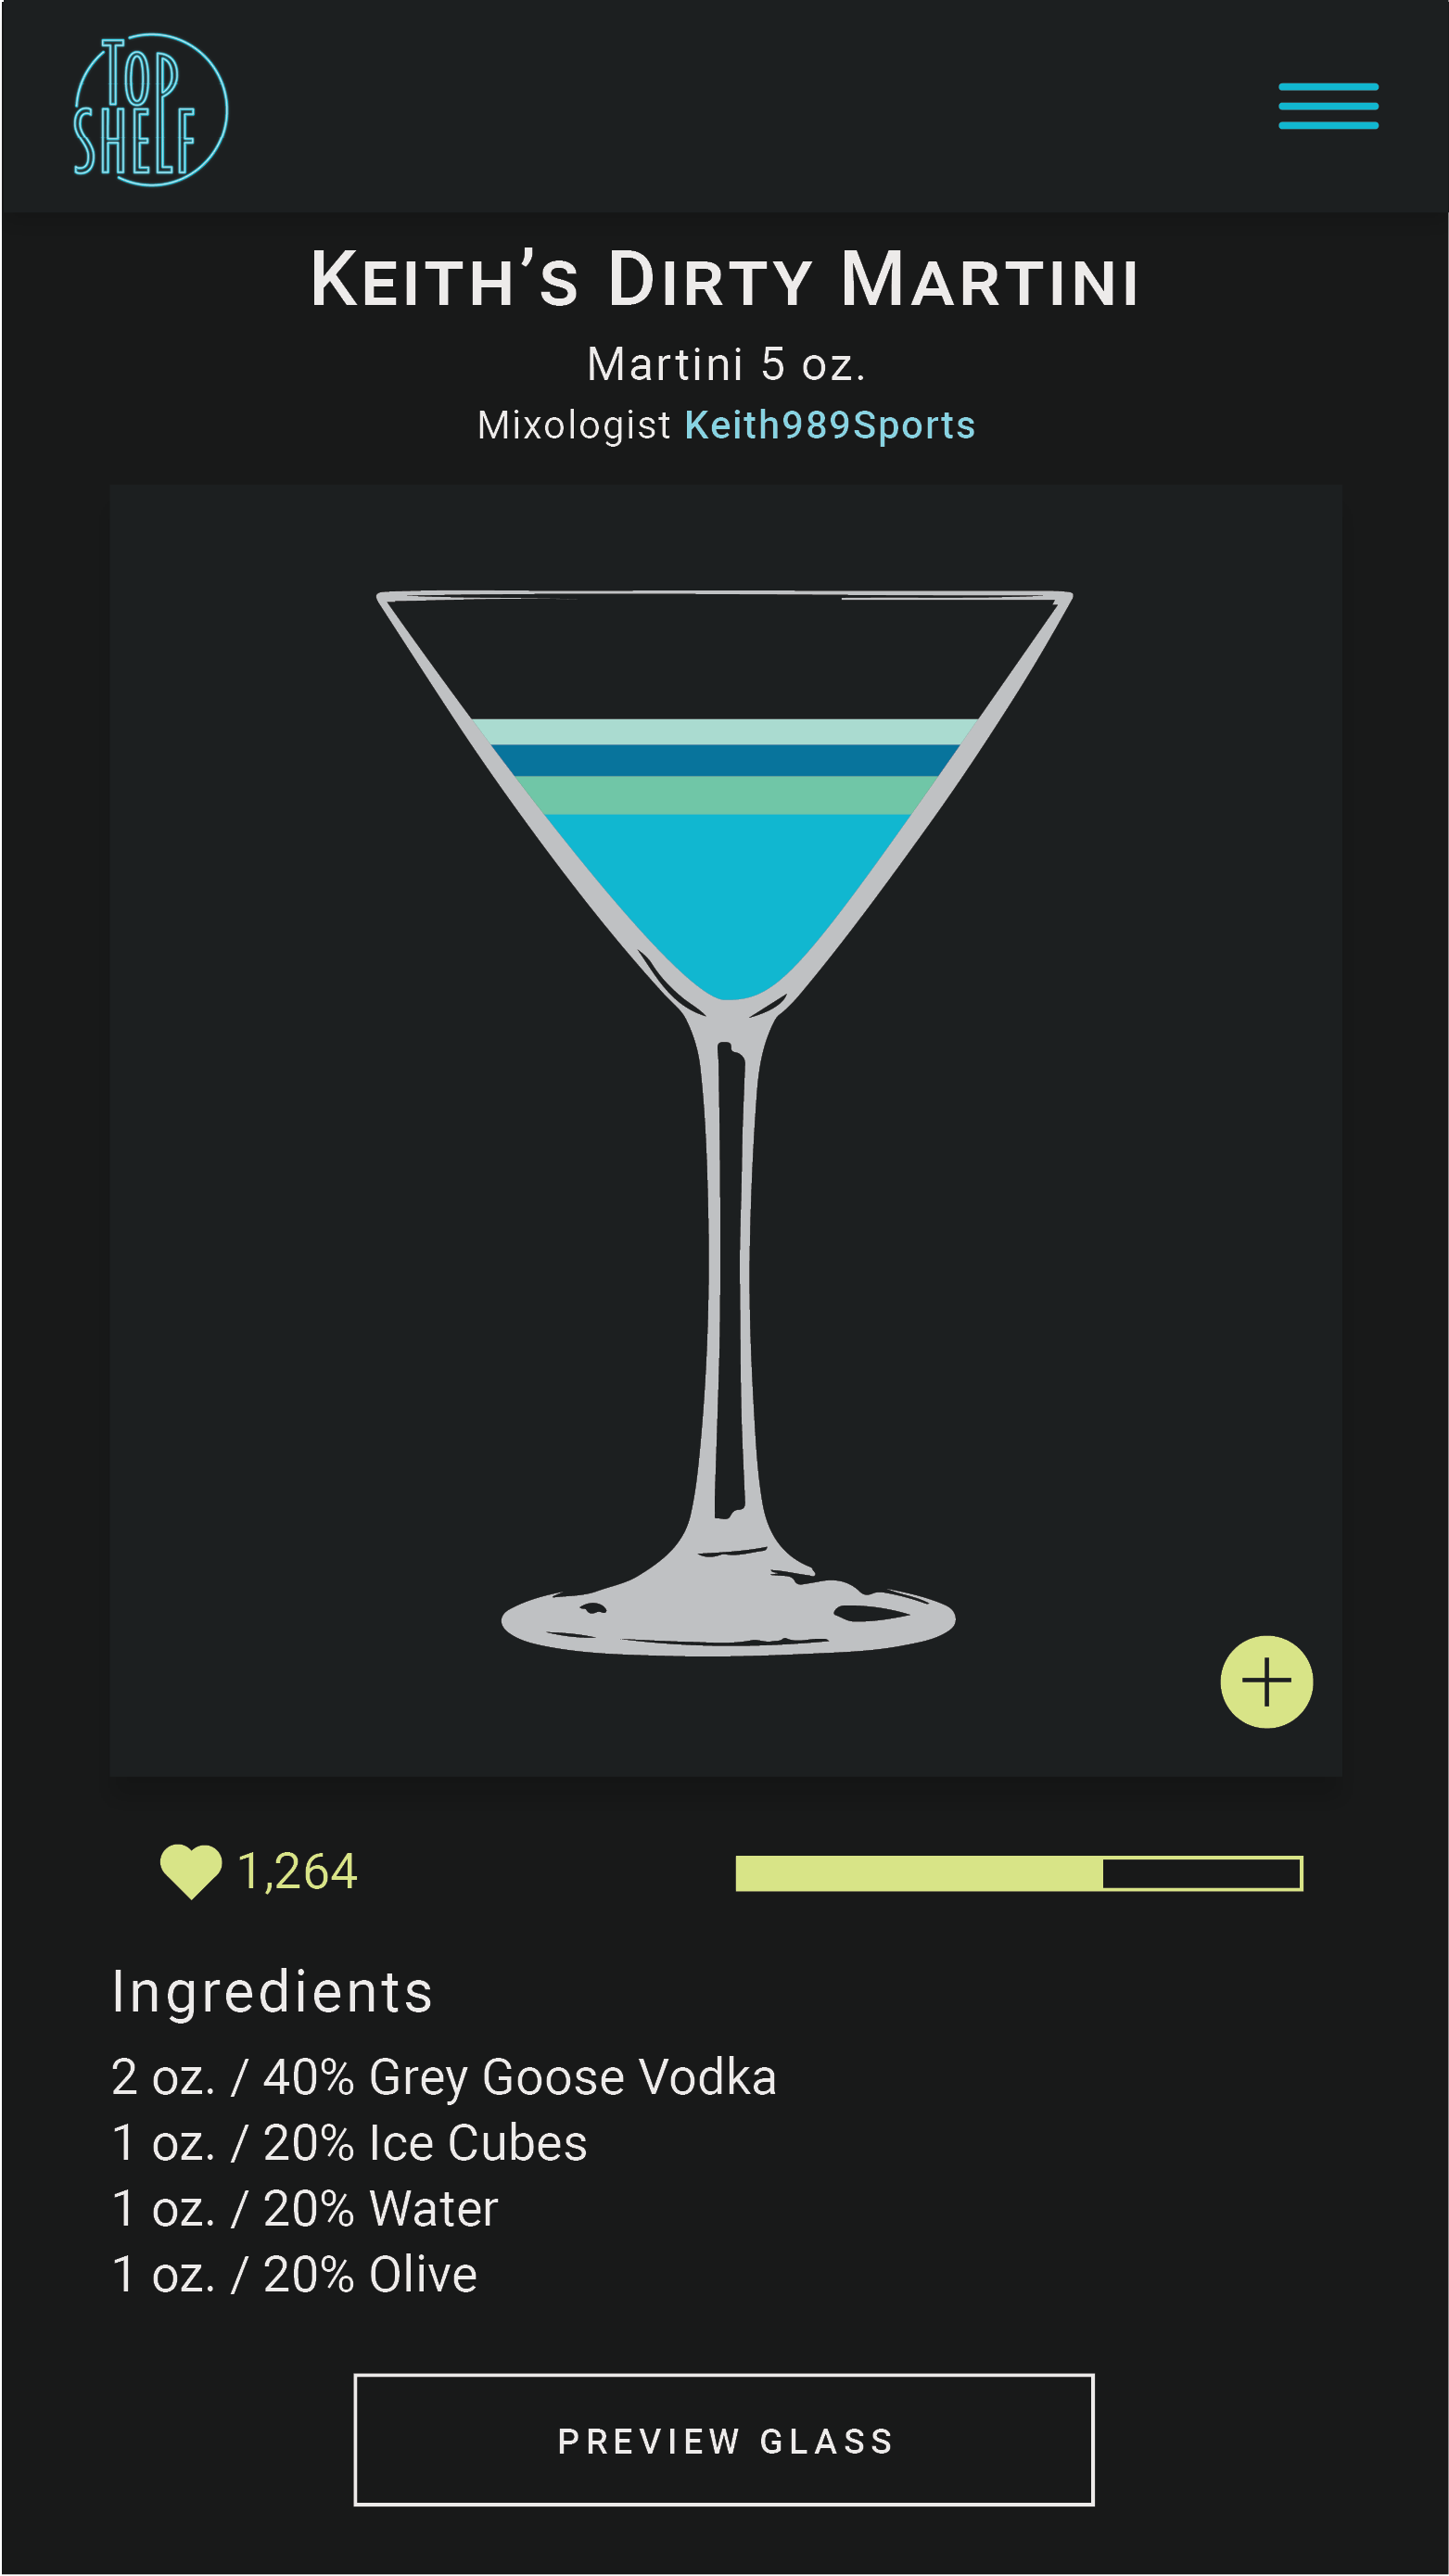 TOP
SHELF
Keith’s Dirty Martini
Martini 5 oz.
Mixologist Keith989Sports
1,264
Ingredients
2 oz. / 40% Grey Goose Vodka
1 oz. / 20% Ice Cubes
1 oz. / 20% Water
1 oz. / 20% Olive
PREVIEW GLASS